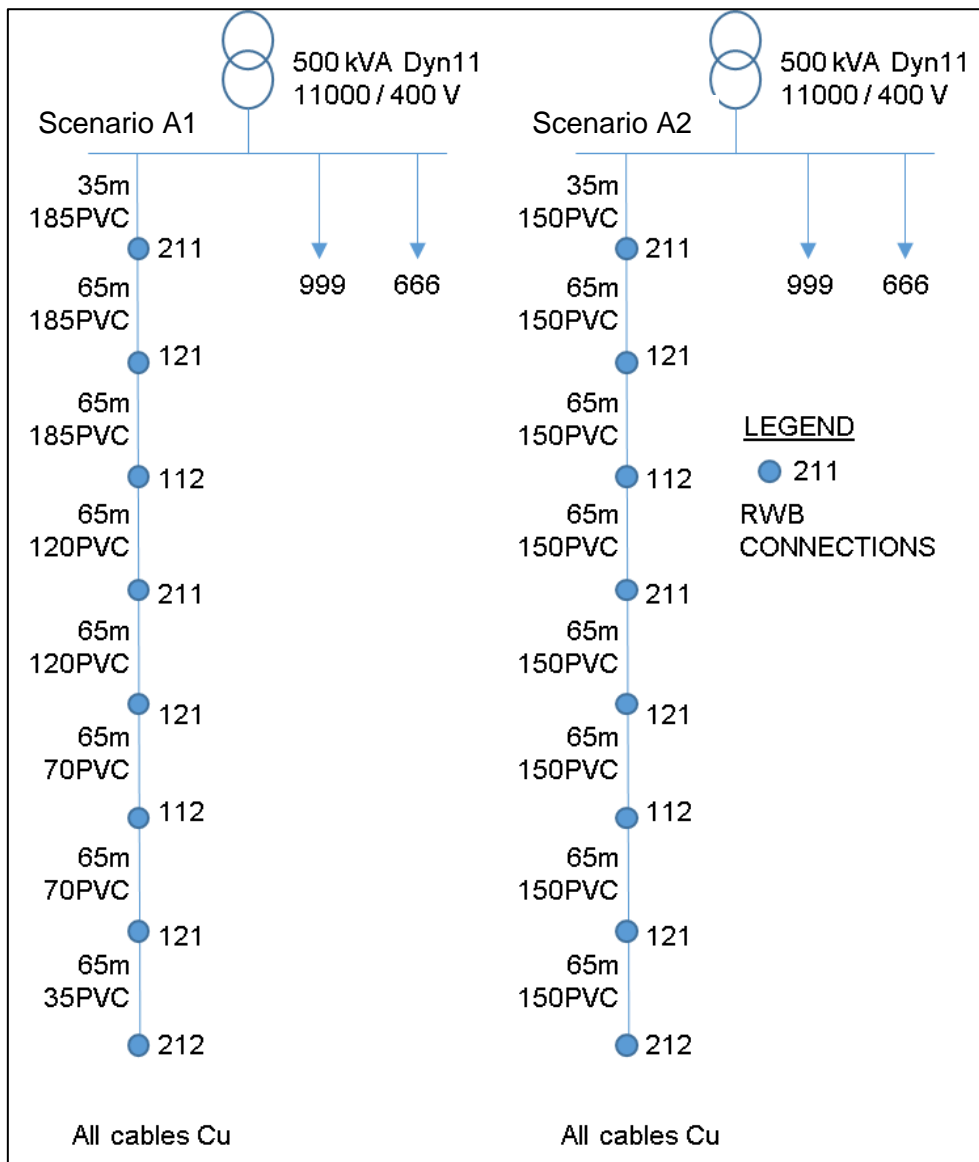 500 kVA Dyn11
11000 / 400 V
Scenario A1
35m
185PVC
211
999
666
65m
185PVC
121
65m
185PVC
112
65m
120PVC
211
65m
120PVC
121
65m
70PVC
112
65m
70PVC
121
65m
35PVC
212
All cables Cu
500 kVA Dyn11
11000 / 400 V
Scenario A2
35m
150PVC
211
999
666
65m
150PVC
121
65m
150PVC
112
65m
150PVC
211
65m
150PVC
121
65m
150PVC
112
65m
150PVC
121
65m
150PVC
212
LEGEND
211
RWB
CONNECTIONS
All cables Cu